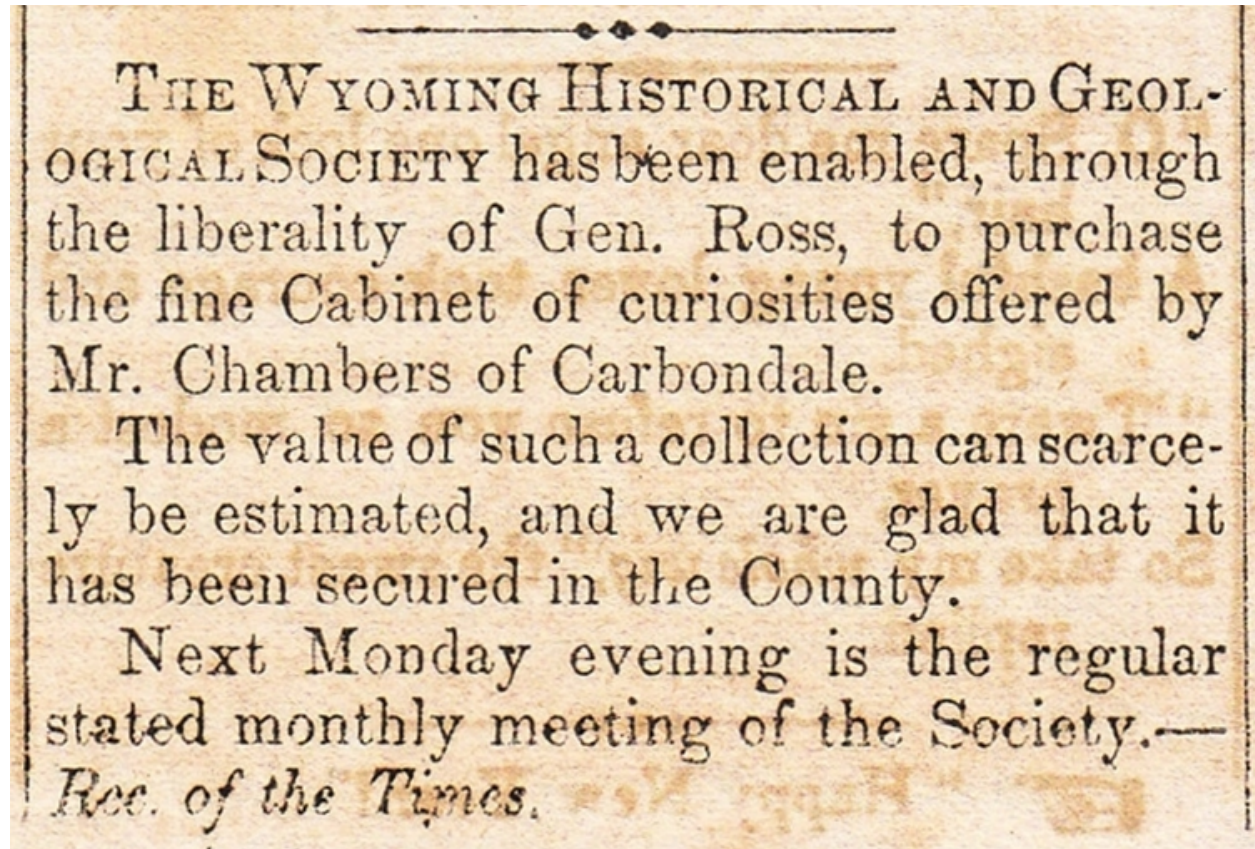 THE WYOMING HISTORICAL AND GEOL-
OGICAL SOCIETY has been enabled, through
the liberality of Gen. Ross, to purchase
the fine Cabinet of curiosities offered by
Mr. Chambers of Carbondale.
The value of such a collection can scarce-
ly be estimated, and we are glad that it
has been secured in the County.
Next Monday evening is the regular
stated monthly meeting of the Society.—
Rec. of the Times.